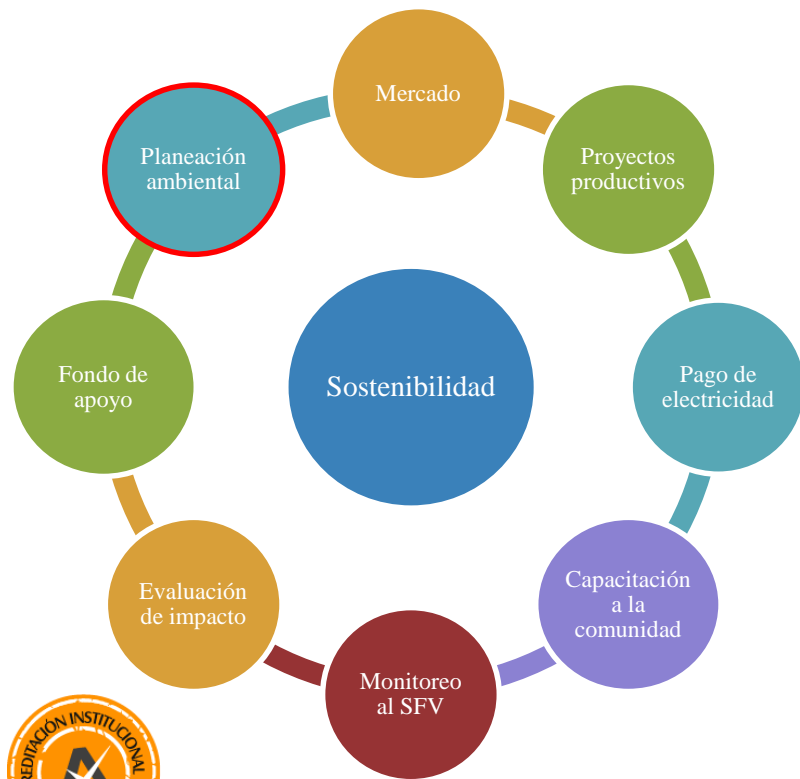 Mercado
Proyectos
productivos
Pago de
electricidad
Capacitación
a la
comunidad
Monitoreo
al SFV
Evaluación
de impacto
Fondo de
apoyo
Planeación
ambiental
Sostenibilidad
INSTITUCIONAL